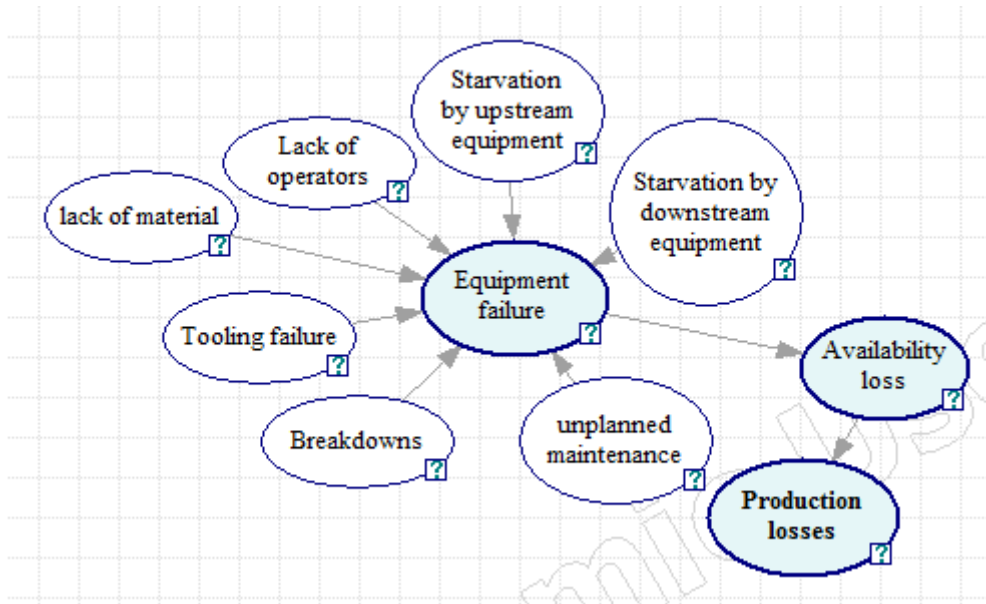 Starvation
by upstream
equipment
?
Lack of
operators
?
Starvation by
downstream
equipment
?
lack of material
?
Equipment
failure
?
Tooling failure
?
Availability
loss
?
Breakdowns
?
unplanned
maintenance
?
Production
losses
?